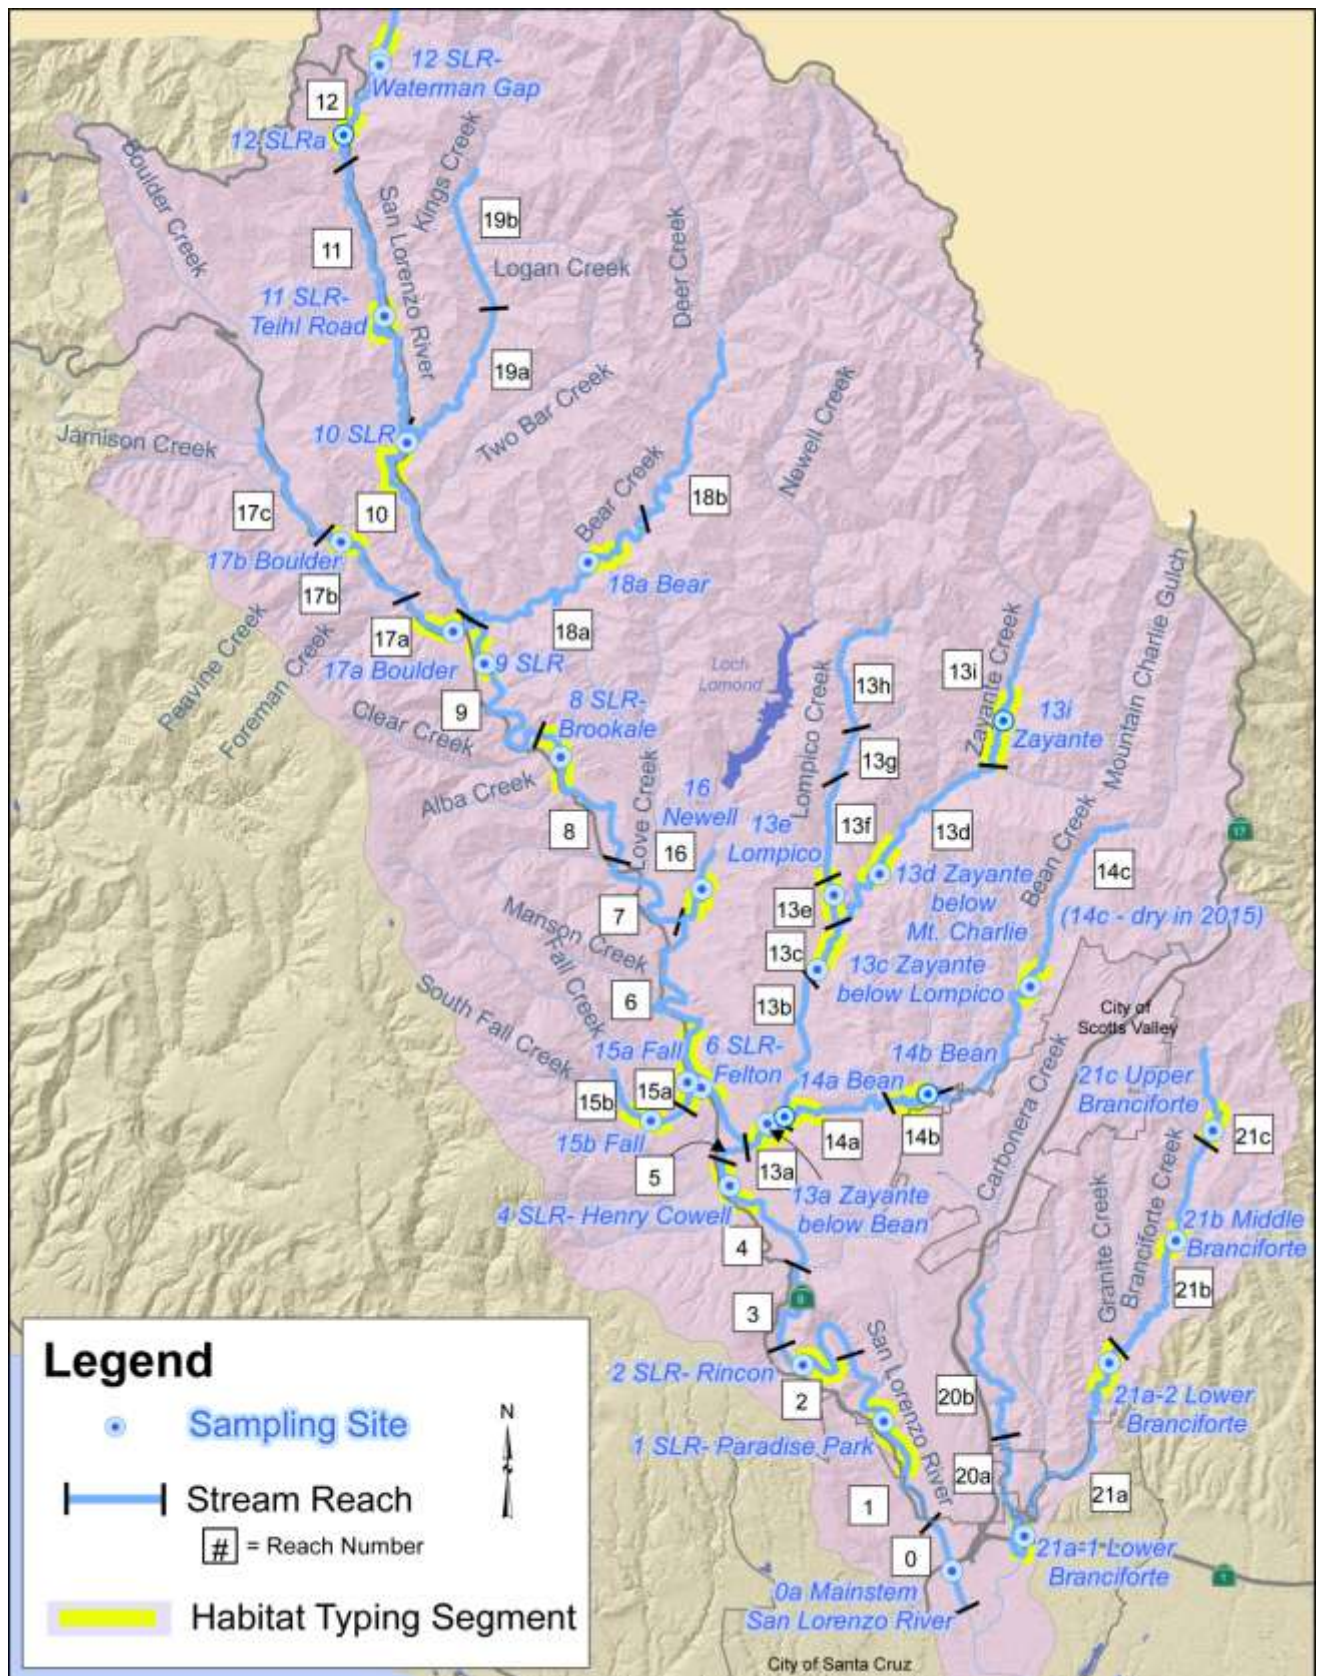 12 SLR-
Waterman Gap
12
12 SLRa
Boulder Creek
Kings Creek
San Lorenzo River
19b
11
Logan Creek
Deer Creek
11 SLR-
Teihl Road
19a
Two Bar Creek
Newell Creek
Jamison Creek
10 SLR
Bear Creek
17c
10
18b
17b Boulder
18a Bear
17b
17a
18a
Mountain Charlie Gulch
Zayante Creek
Peavine Creek
Foreman Creek
17a Boulder
9 SLR
Loch
Lomond
Lompico Creek
13h
13i
9
Clear Creek
8 SLR-
Brookale
13i
Zayante
13g
Alba Creek
Love Creek
16
Newell
13e
Lompico
13f
13d
Bean Creek
17
8
16
14c
13d Zayante
below
Mt. Charlie
7
Manson Creek
13e
(14c - dry in 2015)
13c
13c Zayante
below Lompico
Fall Creek
South Fall Creek
6
13b
City of
Scotts Valley
15a Fall
6 SLR-
Felton
14a Bean
14b Bean
Carbonera Creek
21c Upper
Branciforte
15b
15a
15b Fall
14a
14b
21c
5
13a
13a Zayante
below Bean
Granite Creek
Branciforte Creek
4 SLR- Henry Cowell
21b Middle
Branciforte
4
9
21b
3
San Lorenzo River
2 SLR- Rincon
2
20b
21a-2 Lower
Branciforte
1 SLR- Paradise Park
20a
21a
1
0
21a-1 Lower
Branciforte
1
0a Mainstem
San Lorenzo River
City of Santa Cruz
Legend
Sampling Site
N
Stream Reach
# = Reach Number
Habitat Typing Segment